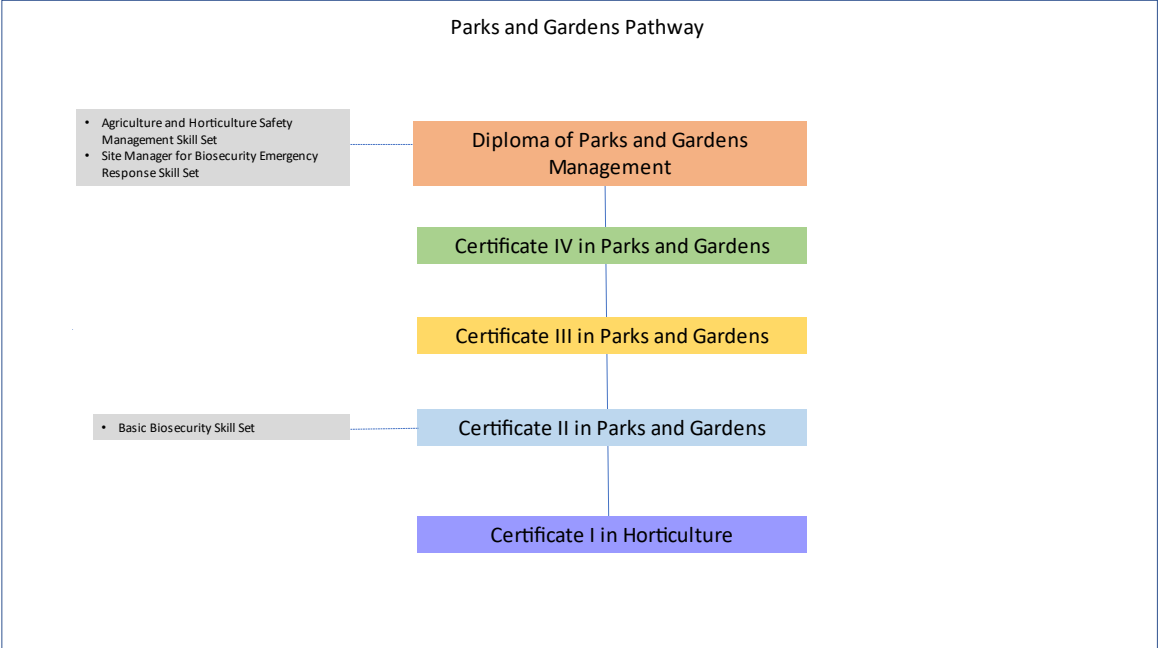 Parks and Gardens Pathway
• Agriculture and Horticulture Safety
Management Skill Set
• Site Manager for Biosecurity Emergency
Response Skill Set
Diploma of Parks and Gardens
Management
Certificate IV in Parks and Gardens
Certificate III in Parks and Gardens
• Basic Biosecurity Skill Set
Certificate II in Parks and Gardens
Certificate I in Horticulture